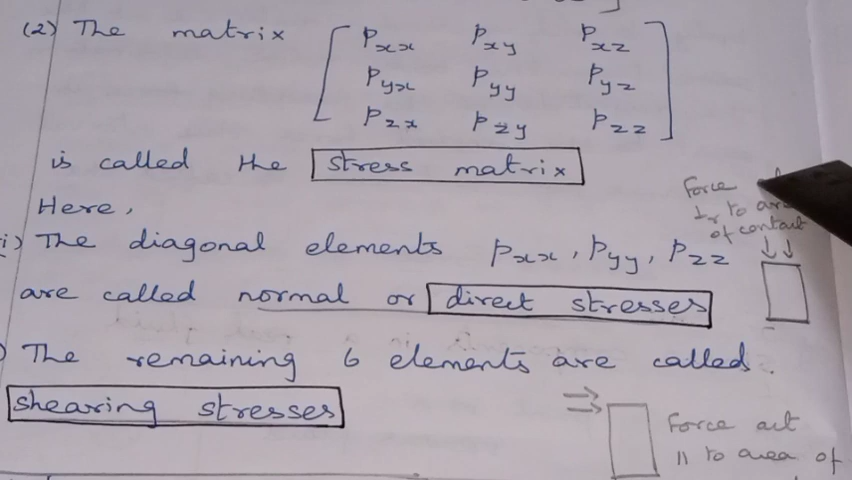 (2) The matrix [ Pxx Pxy Pxz
Pyx Pyy Pyz
Pzx Pzy Pzz ]
is called the stress matrix
Here,
i) The diagonal elements Pxx, Pyy, Pzz
are called normal or direct stresses
) The remaining 6 elements are called.
shearing stresses
Force
⊥r to
of contact
Force act
|| to area of